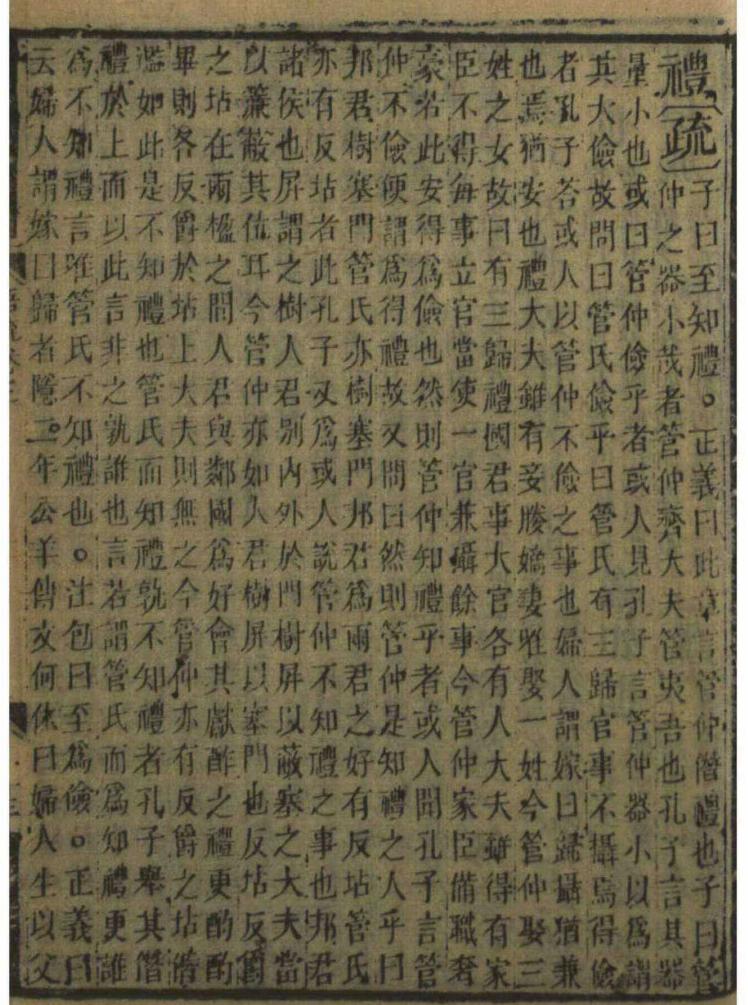 禮疏子曰至知禮。正義曰此章言管仲僭禮也子曰管
仲之器小哉者管仲齊大夫管夷吾也孔子言其器
量小也或曰管仲儉乎者或人見孔子言管仲器小以爲謂
其大儉故問曰管氏儉乎曰管氏有三歸官事不攝焉得儉
者孔子荅或人以管仲不儉之事也婦人謂嫁曰歸攝猶兼
也焉猶安也禮大夫雖有妾媵嫡妻唯娶一姓今管仲娶三
姓之女故曰有三歸禮國君事大官各有人大夫雖得有家
臣不得每事立官當使一官兼攝餘事今管仲家臣備職奢
豪若此安得爲儉也然則管仲知禮乎者或人聞孔子言管
仲不儉便謂爲得禮故又問曰然則管仲是知禮之人乎曰
邦君樹塞門管氏亦樹塞門邦君爲兩君之好有反坫管氏
亦有反坫者此孔子又爲或人說管仲不知禮之事也邦君
諸侯也屏謂之樹人君别内外於門樹屏以蔽塞之大夫當
以簾蔽其位耳今管仲亦如人君樹屏以塞門也反坫反爵
之坫在兩楹之間人君與鄰國爲好會其獻酢之禮更酌酌
畢則各反爵於坫上大夫則無之今管仲亦有反爵之坫僭
濫如此是不知禮也管氏而知禮孰不知禮者孔子舉其僭
禮於上而以此言非之孰誰也言若謂管氏而爲知禮更誰
爲不知禮言唯管氏不知禮也。注包曰至爲儉。正義曰
云婦人謂嫁曰歸者隱二年公羊傳文何休曰婦人生以父